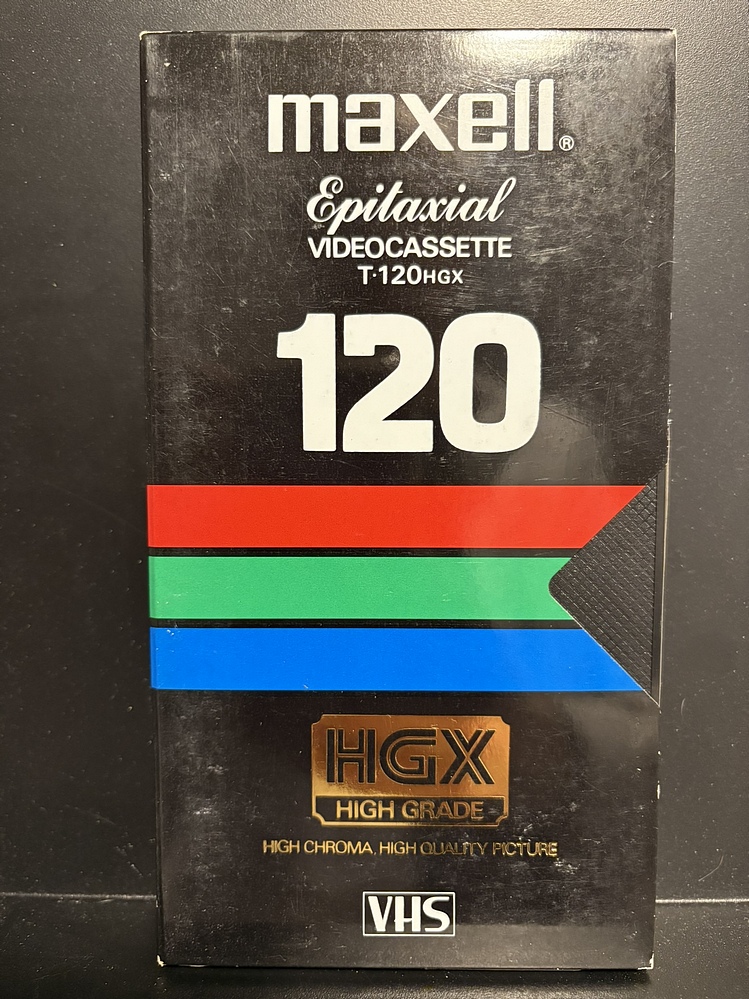 maxell®
Epitaxial
VIDEOCASSETTE
T·120HGX
120
HGX
HIGH GRADE
HIGH CHROMA, HIGH QUALITY PICTURE
VHS